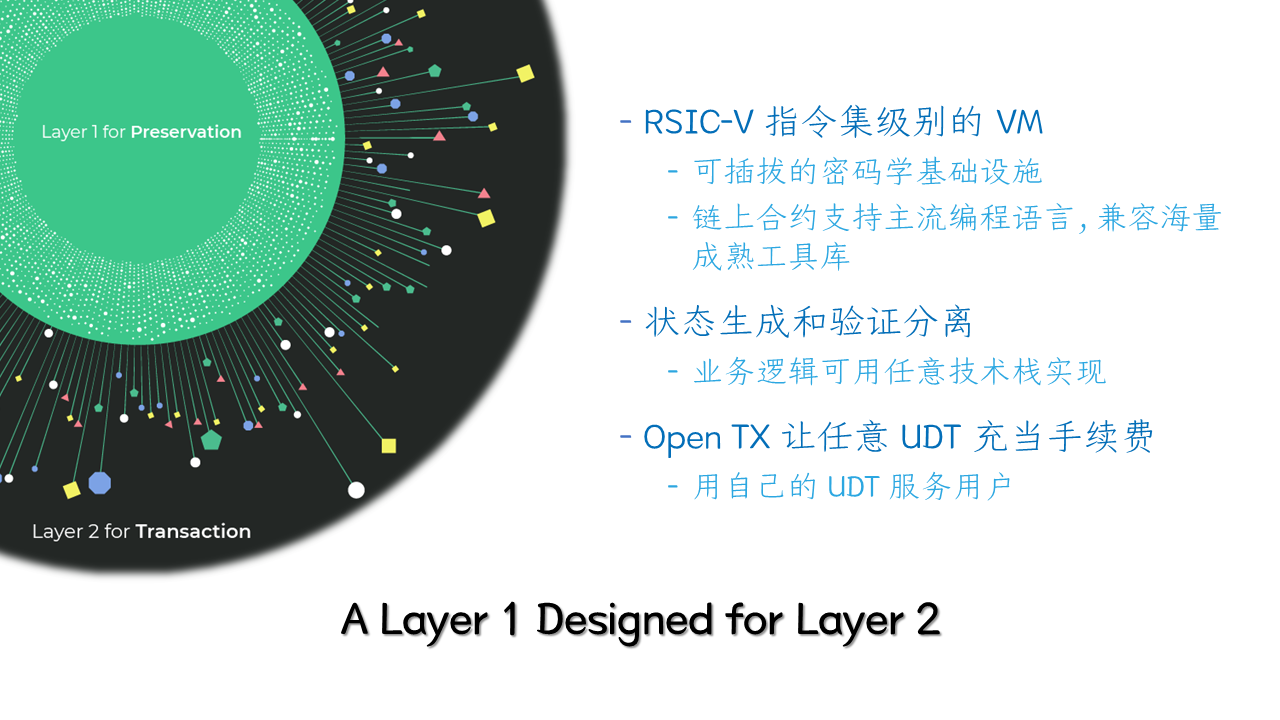 Layer 1 for Preservation
Layer 2 for Transaction
- RSIC-V 指令集级别的 VM
- 可插拔的密码学基础设施
- 链上合约支持主流编程语言,兼容海量
成熟工具库
- 状态生成和验证分离
- 业务逻辑可用任意技术栈实现
- Open TX 让任意 UDT 充当手续费
- 用自己的 UDT 服务用户
A Layer 1 Designed for Layer 2